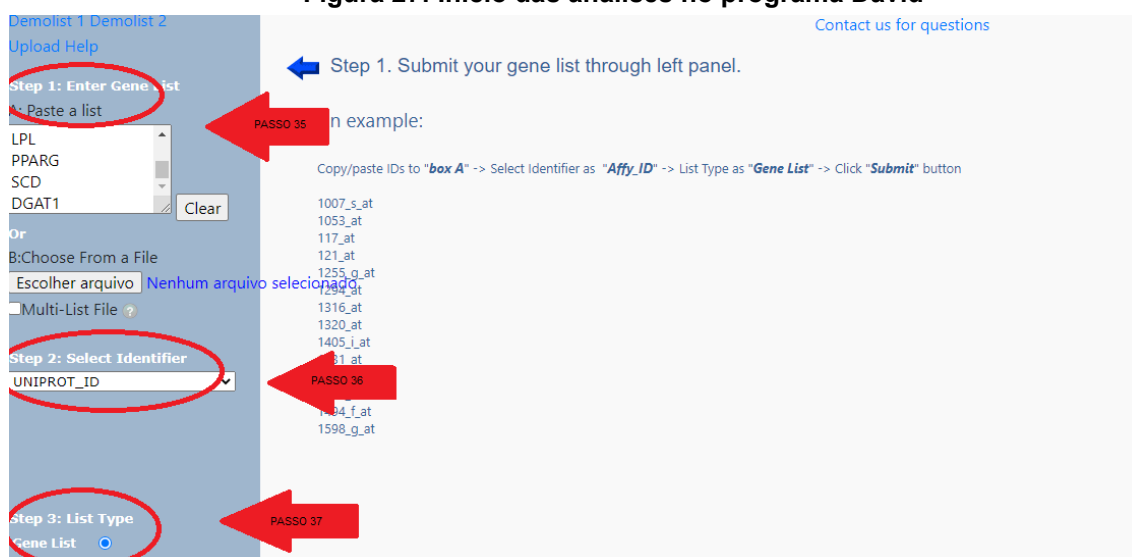 Demolist 1 Demolist 2
Upload Help
Step 1: Enter Gene List
A: Paste a list
LPL
PPARG
SCD
DGAT1
Clear
Or
B:Choose From a File
Escolher arquivo Nenhum arquivo selecionado
Multi-List File
Step 2: Select Identifier
UNIPROT_ID
Step 3: List Type
Gene List
PASSO 35
PASSO 36
PASSO 37
Contact us for questions
Step 1. Submit your gene list through left panel.
example:
Copy/paste IDs to "box A" -> Select Identifier as "Affy_ID" -> List Type as "Gene List" -> Click "Submit" button
1007_s_at
1053_at
117_at
121_at
1255_g_at
1294_at
1316_at
1320_at
1405_i_at
1494_f_at
1598_g_at